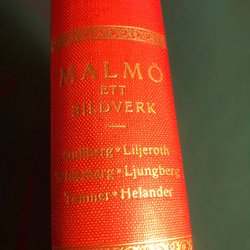 MALMÖ
ETT
BILDVERK
* Liljeroth
* Ljungberg
* Helander